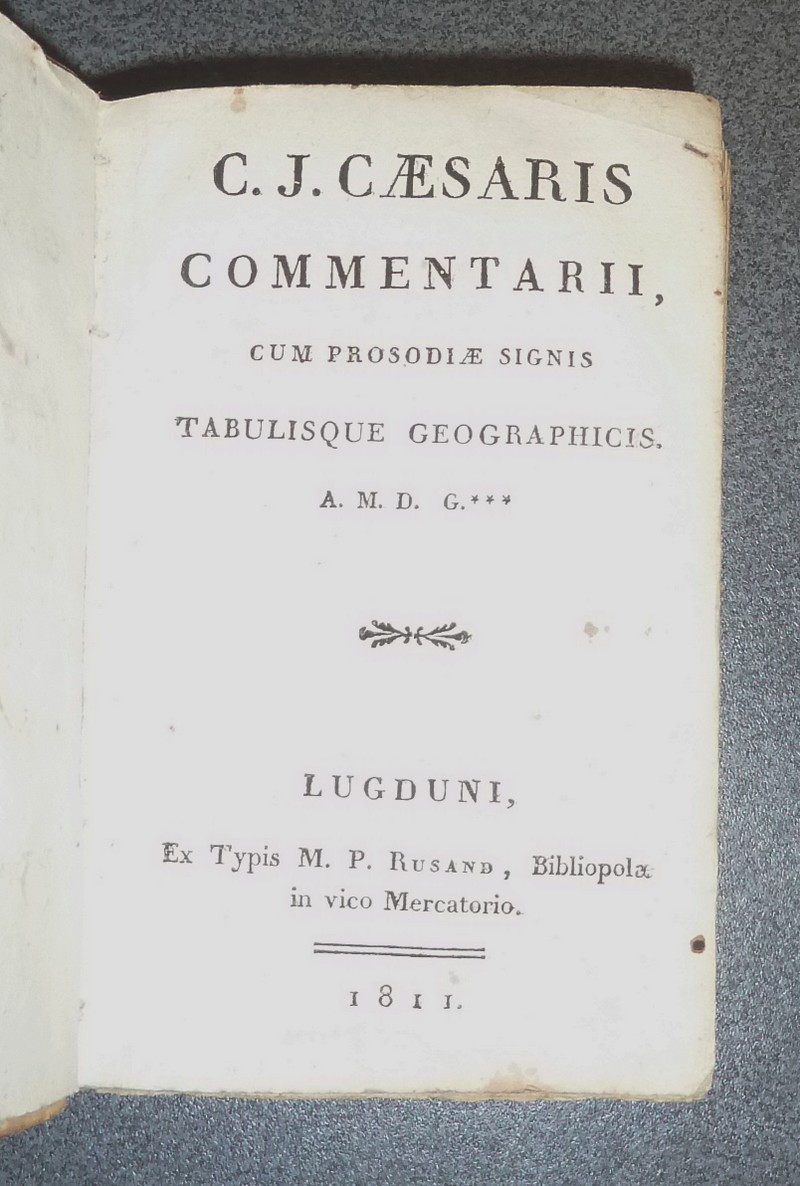 C. J. CÆSARIS
COMMENTARII,
CUM PROSODIÆ SIGNIS
TABULISQUE GEOGRAPHICIS.
A. M. D. G.***
LUGDUNI,
Ex Typis M. P. RUSAND, Bibliopolæ
in vico Mercatorio.
1811.